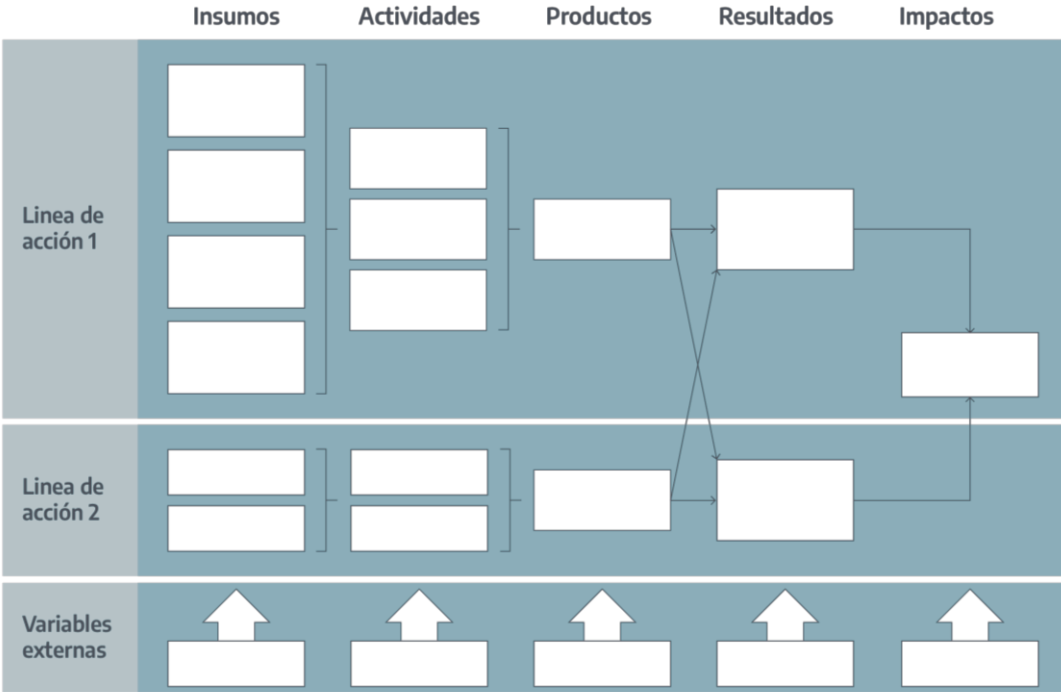 Insumos Actividades Productos Resultados Impactos
Linea de
acción 1
Linea de
acción 2
Variables
externas